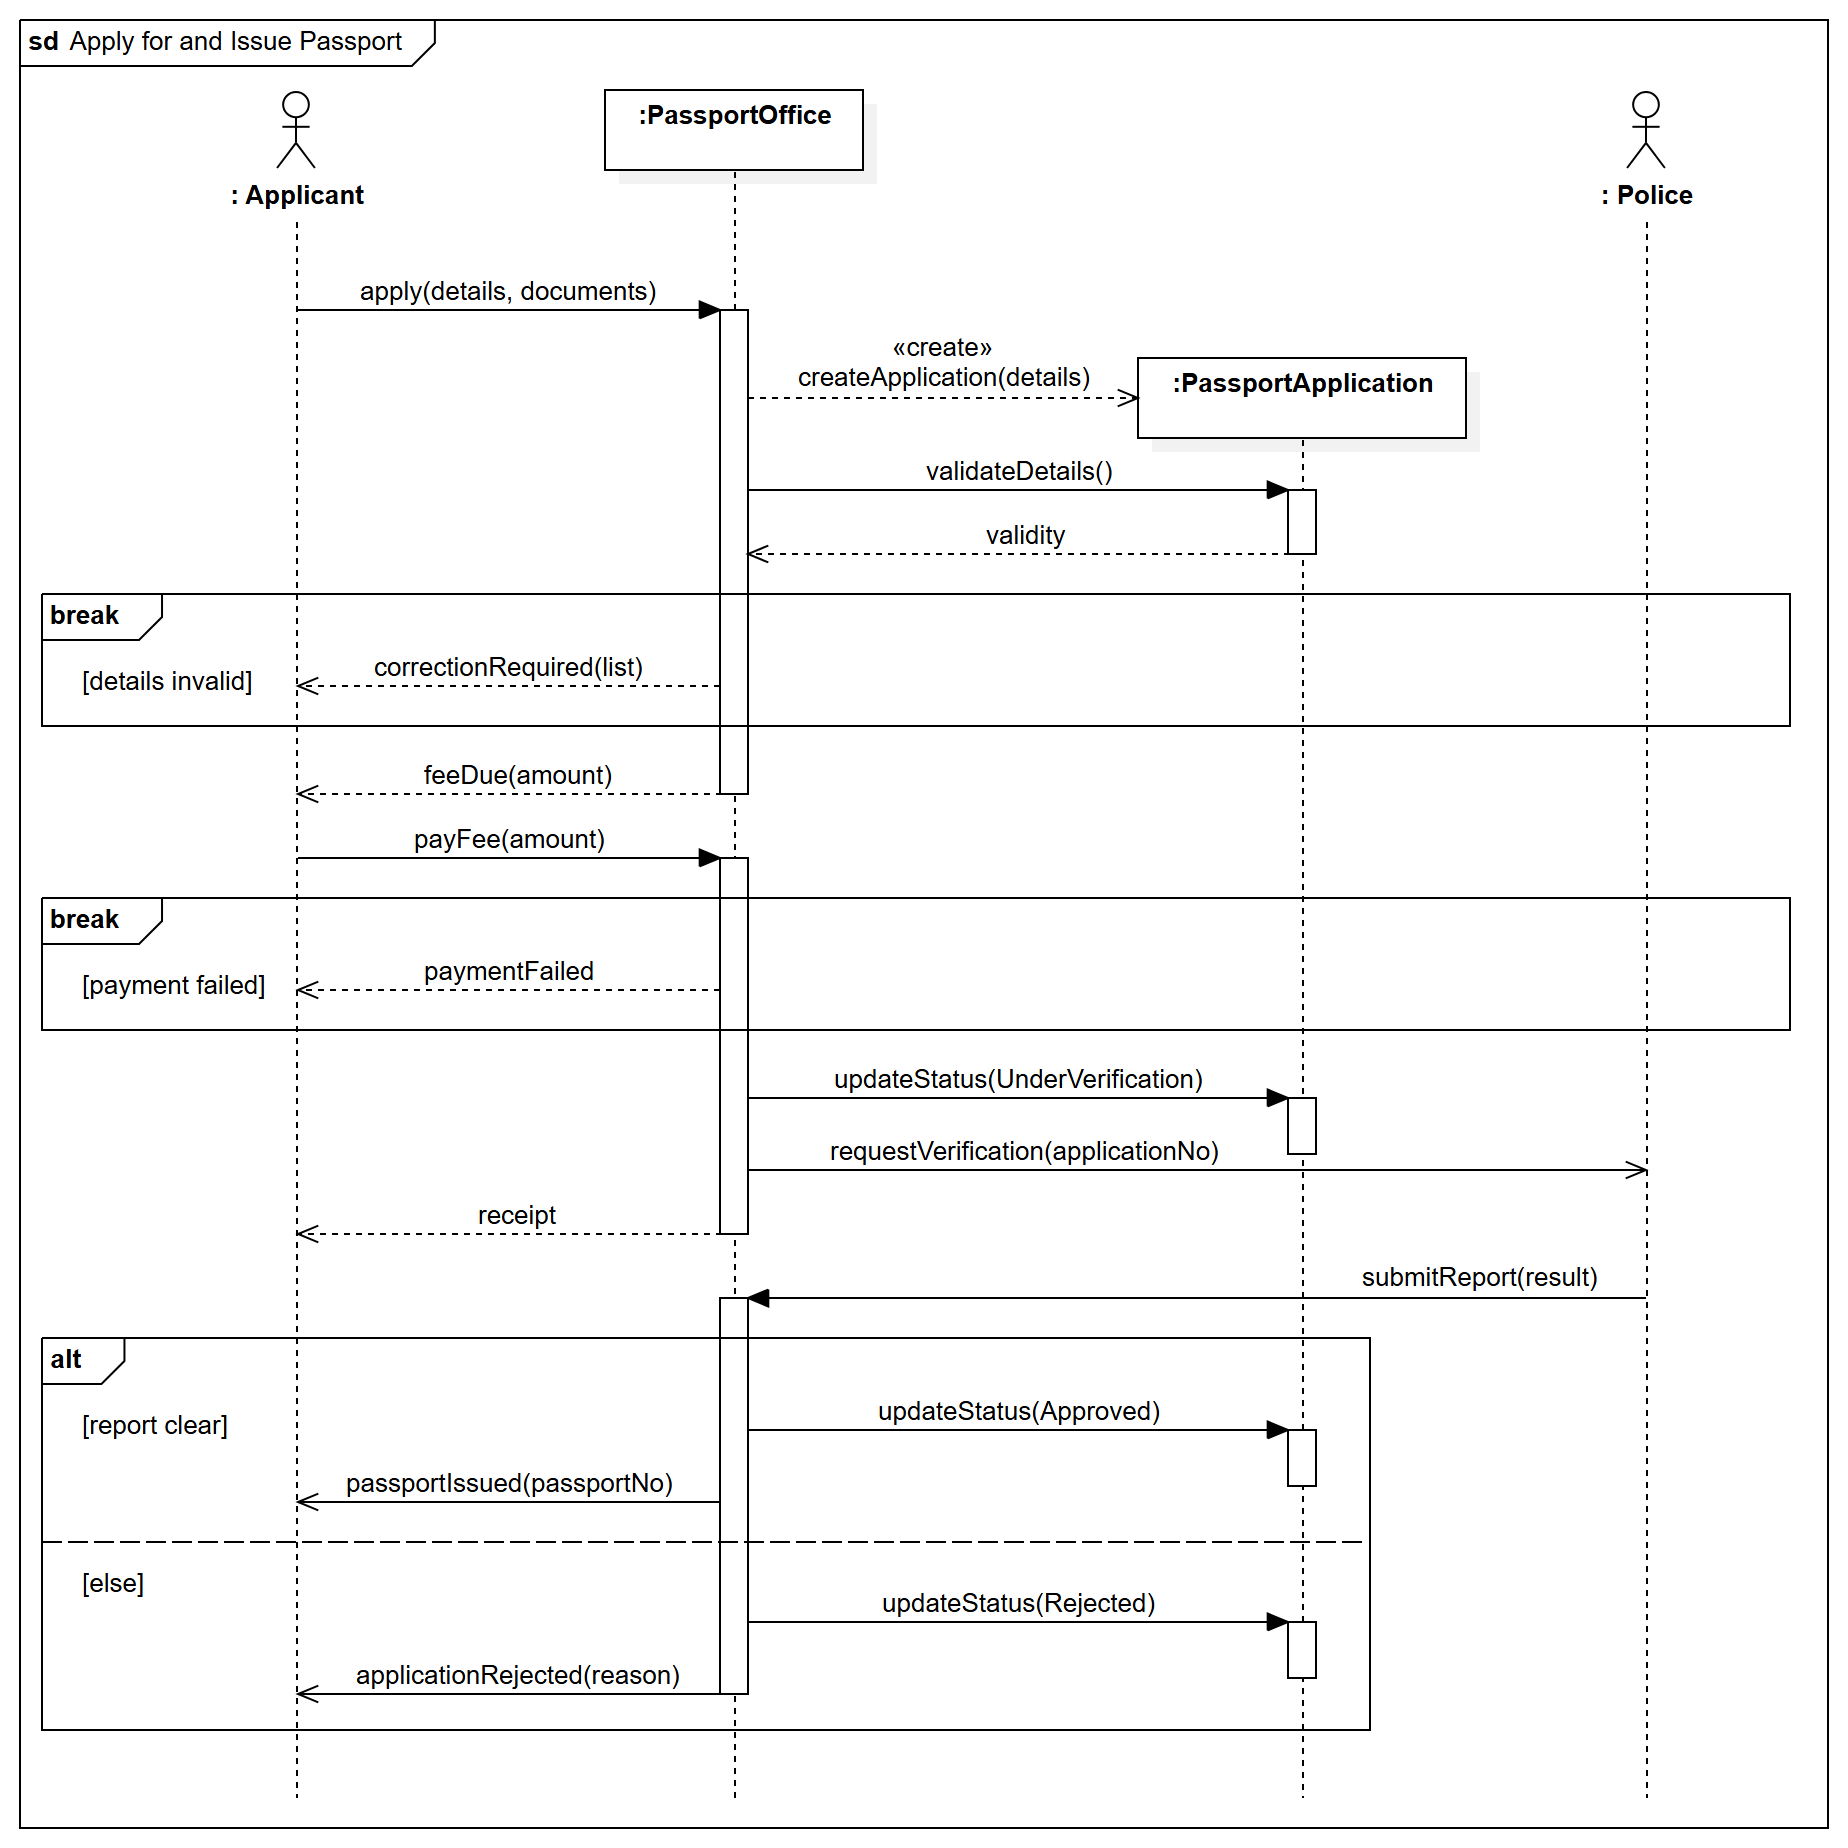 sd Apply for and Issue Passport
:PassportOffice
: Applicant
: Police
apply(details, documents)
«create»
createApplication(details)
:PassportApplication
validateDetails()
validity
break
[details invalid]
correctionRequired(list)
feeDue(amount)
payFee(amount)
break
[payment failed]
paymentFailed
updateStatus(UnderVerification)
requestVerification(applicationNo)
receipt
submitReport(result)
alt
[report clear]
updateStatus(Approved)
passportIssued(passportNo)
[else]
updateStatus(Rejected)
applicationRejected(reason)